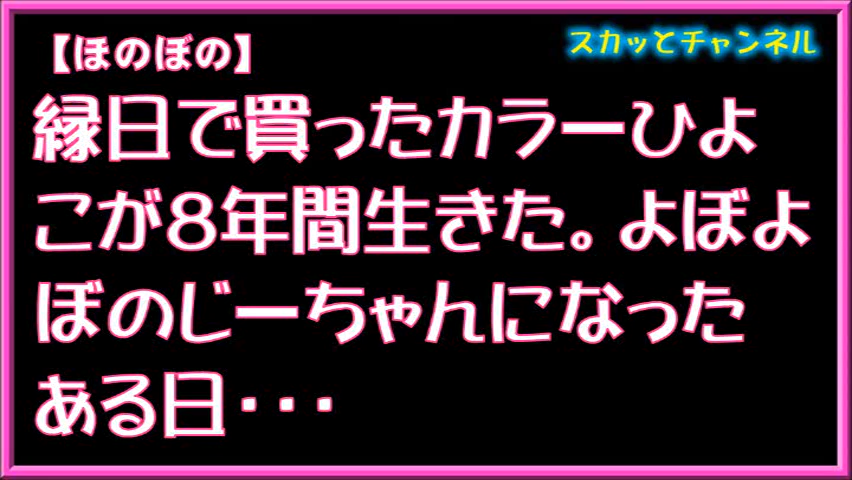 【ほのぼの】
スカッとチャンネル
縁日で買ったカラーひよ
こが8年間生きた。よぼよ
ぼのじーちゃんになった
ある日・・・